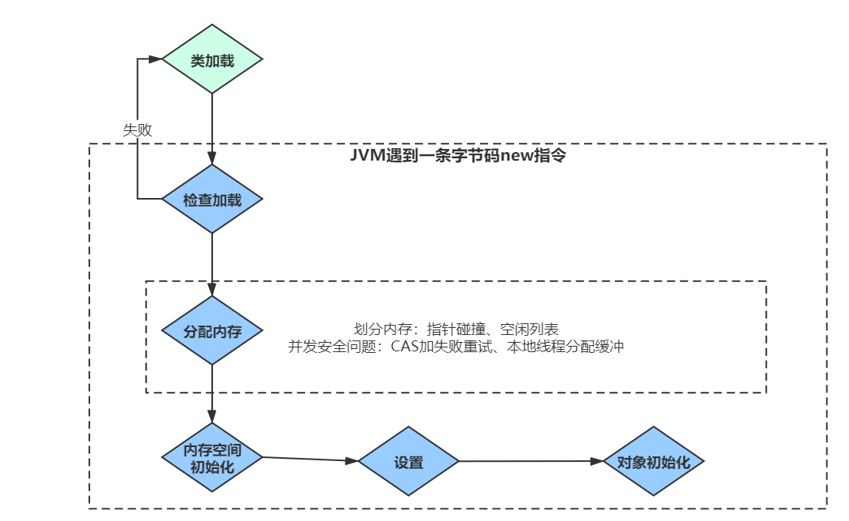 类加载
失败
JVM遇到一条字节码new指令
检查加载
分配内存
划分内存：指针碰撞、空闲列表
并发安全问题：CAS加失败重试、本地线程分配缓冲
内存空间
初始化
设置
对象初始化